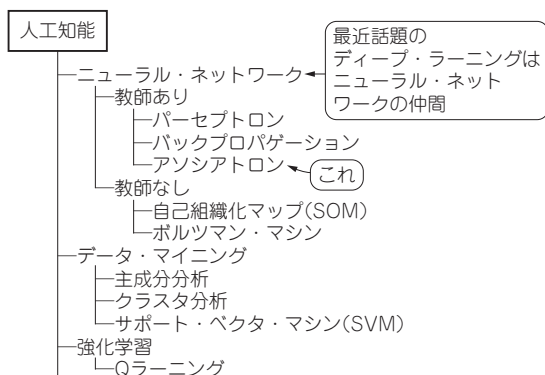 人工知能
最近話題の
ディープ・ラーニングは
ニューラル・ネット
ワークの仲間
ニューラル・ネットワーク
教師あり
パーセプトロン
バックプロパゲーション
アソシアトロン
これ
教師なし
自己組織化マップ(SOM)
ボルツマン・マシン
データ・マイニング
主成分分析
クラスタ分析
サポート・ベクタ・マシン(SVM)
強化学習
Qラーニング